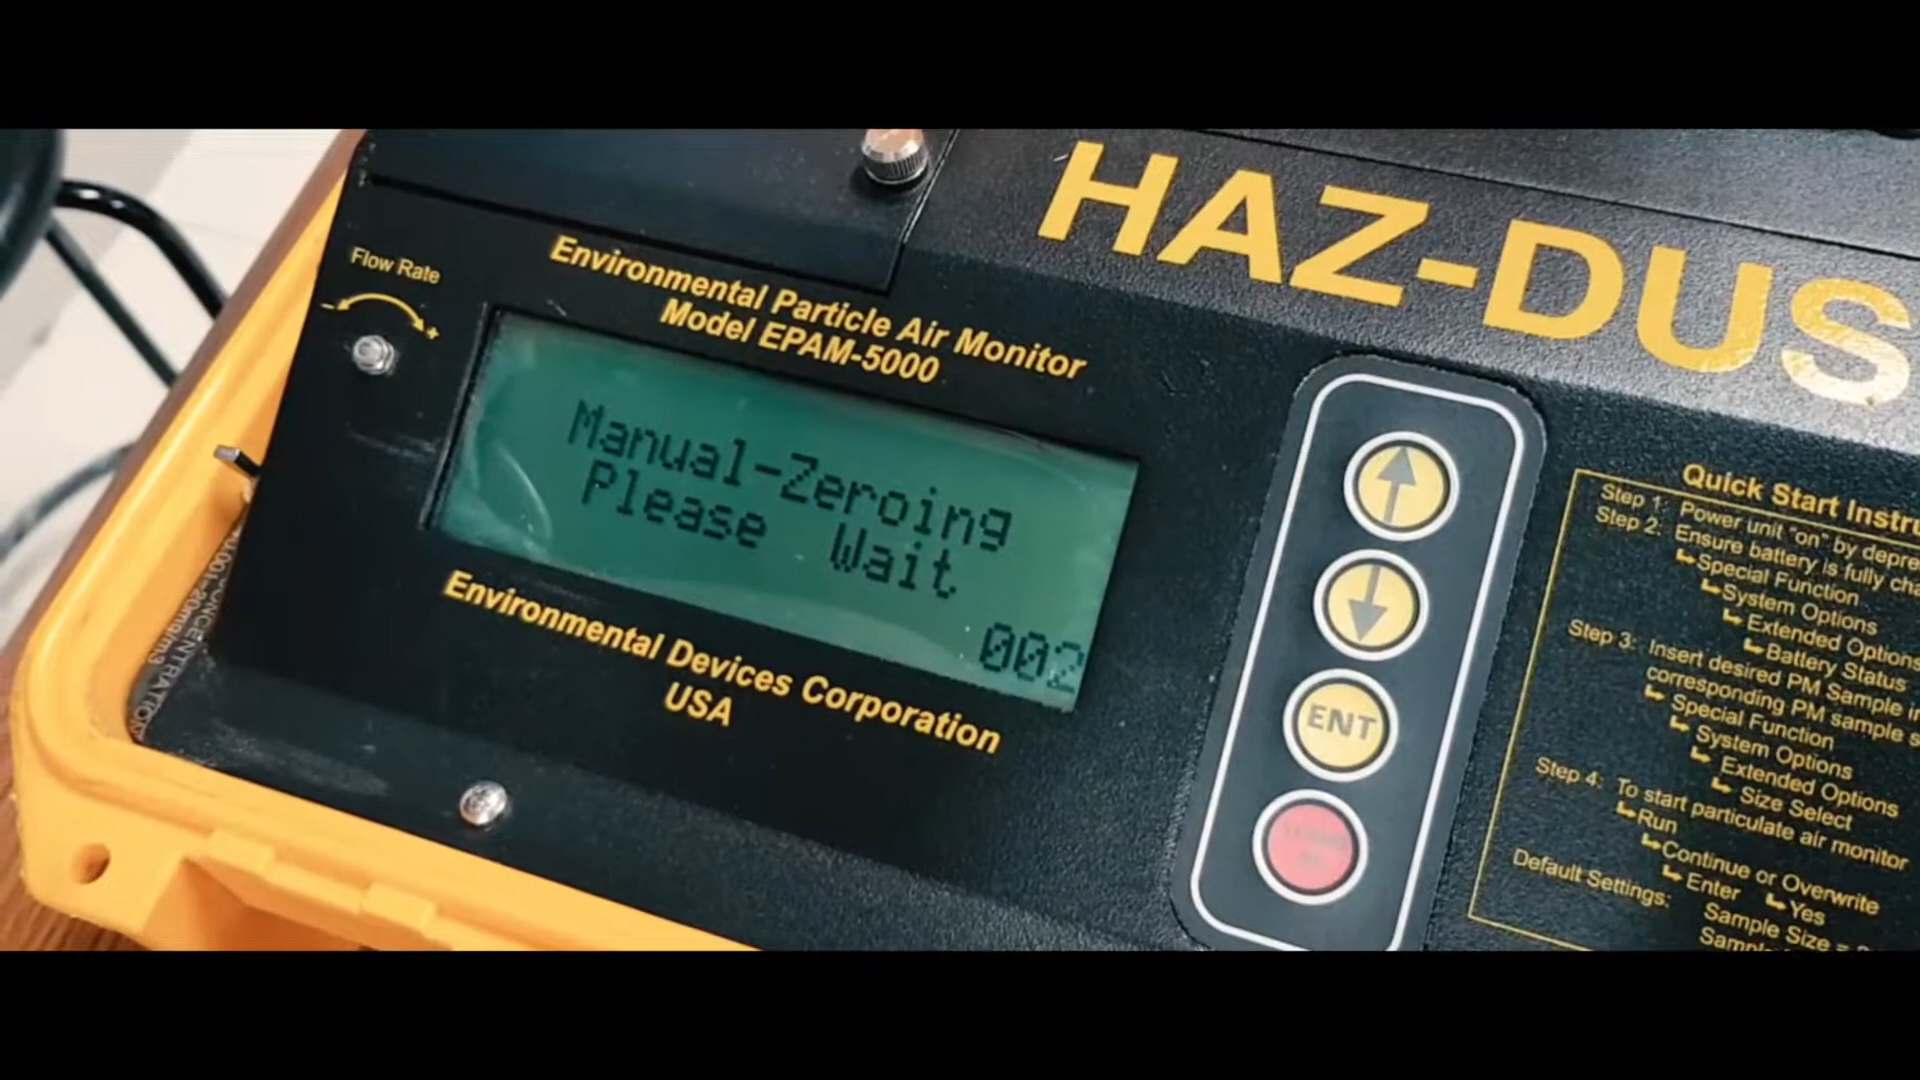 HAZ-DUS
Flow Rate
- +
Environmental Particle Air Monitor
Model EPAM-5000
Manual-Zeroing
Please Wait
002
Environmental Devices Corporation
USA
ENT
Quick Start Instru
Step 1: Power unit "on" by depre
Step 2: Ensure battery is fully cha
Special Function
System Options
Extended Options
Battery Status
Step 3: Insert desired PM Sample in
corresponding PM sample s
Special Function
System Options
Extended Options
Size Select
Step 4: To start particulate air monitor
Run
Continue or Overwrite
Enter Yes
Default Settings: Sample Size =
Sample